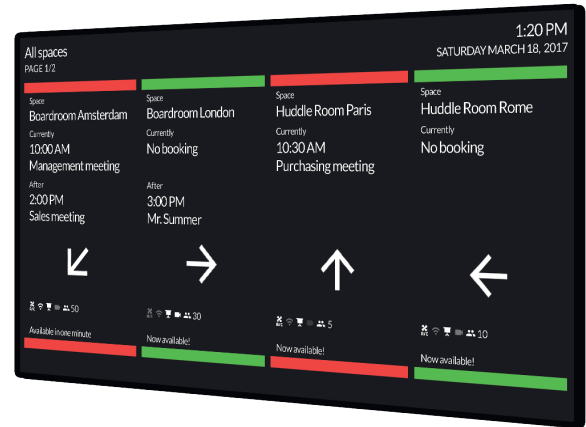 All spaces
PAGE 1/2
1:20 PM
SATURDAY MARCH 18, 2017
Space
Boardroom Amsterdam
Currently
10:00 AM
Management meeting
After
2:00 PM
Sales meeting
50
Available in one minute
Space
Boardroom London
Currently
No booking
After
3:00 PM
Mr. Summer
30
Now available!
Space
Huddle Room Paris
Currently
10:30 AM
Purchasing meeting
5
Now available!
Space
Huddle Room Rome
Currently
No booking
10
Now available!